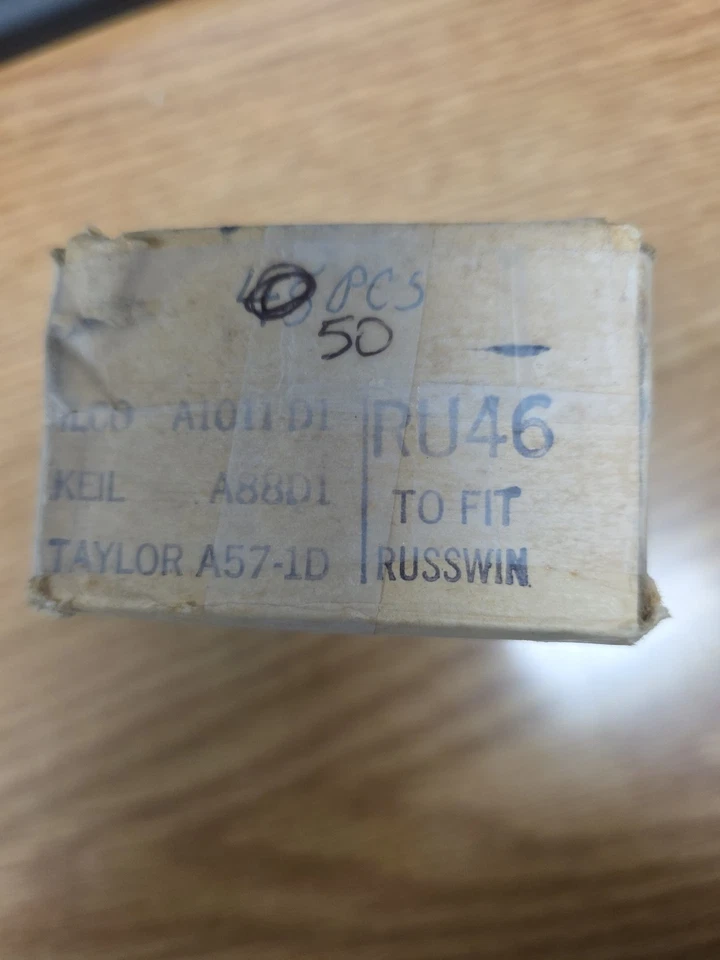 PCS
50
ILCO A1011-D1
KEIL A88D1
TAYLOR A57-1D
RU46
TO FIT
RUSSWIN